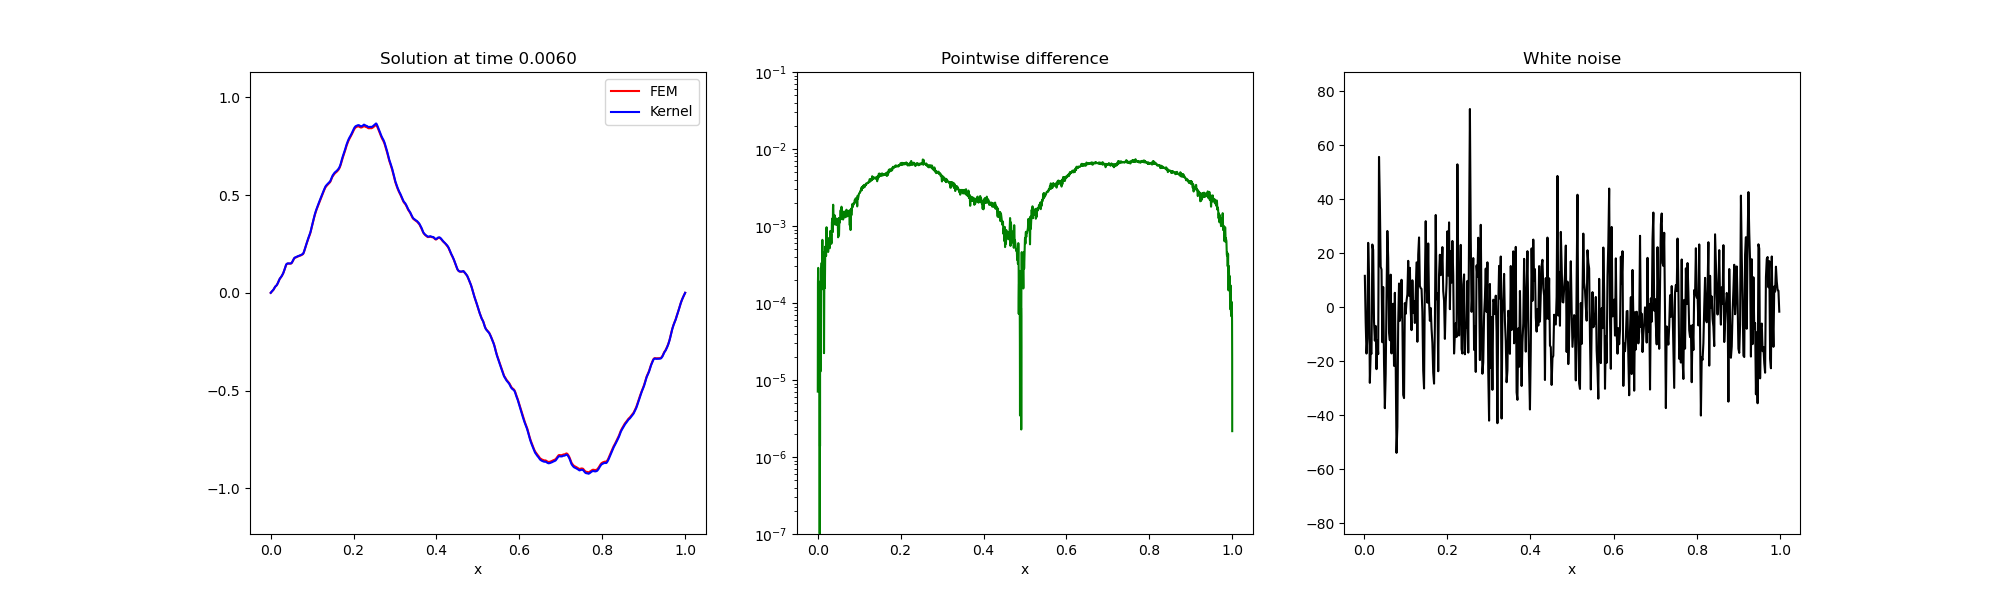 Solution at time 0.0060
1.0
0.5
0.0
−0.5
−1.0
FEM
Kernel
0.0 0.2 0.4 0.6 0.8 1.0
x
Pointwise difference
10⁻¹
10⁻²
10⁻³
10⁻⁴
10⁻⁵
10⁻⁶
10⁻⁷
0.0 0.2 0.4 0.6 0.8 1.0
x
White noise
80
60
40
20
0
−20
−40
−60
−80
0.0 0.2 0.4 0.6 0.8 1.0
x